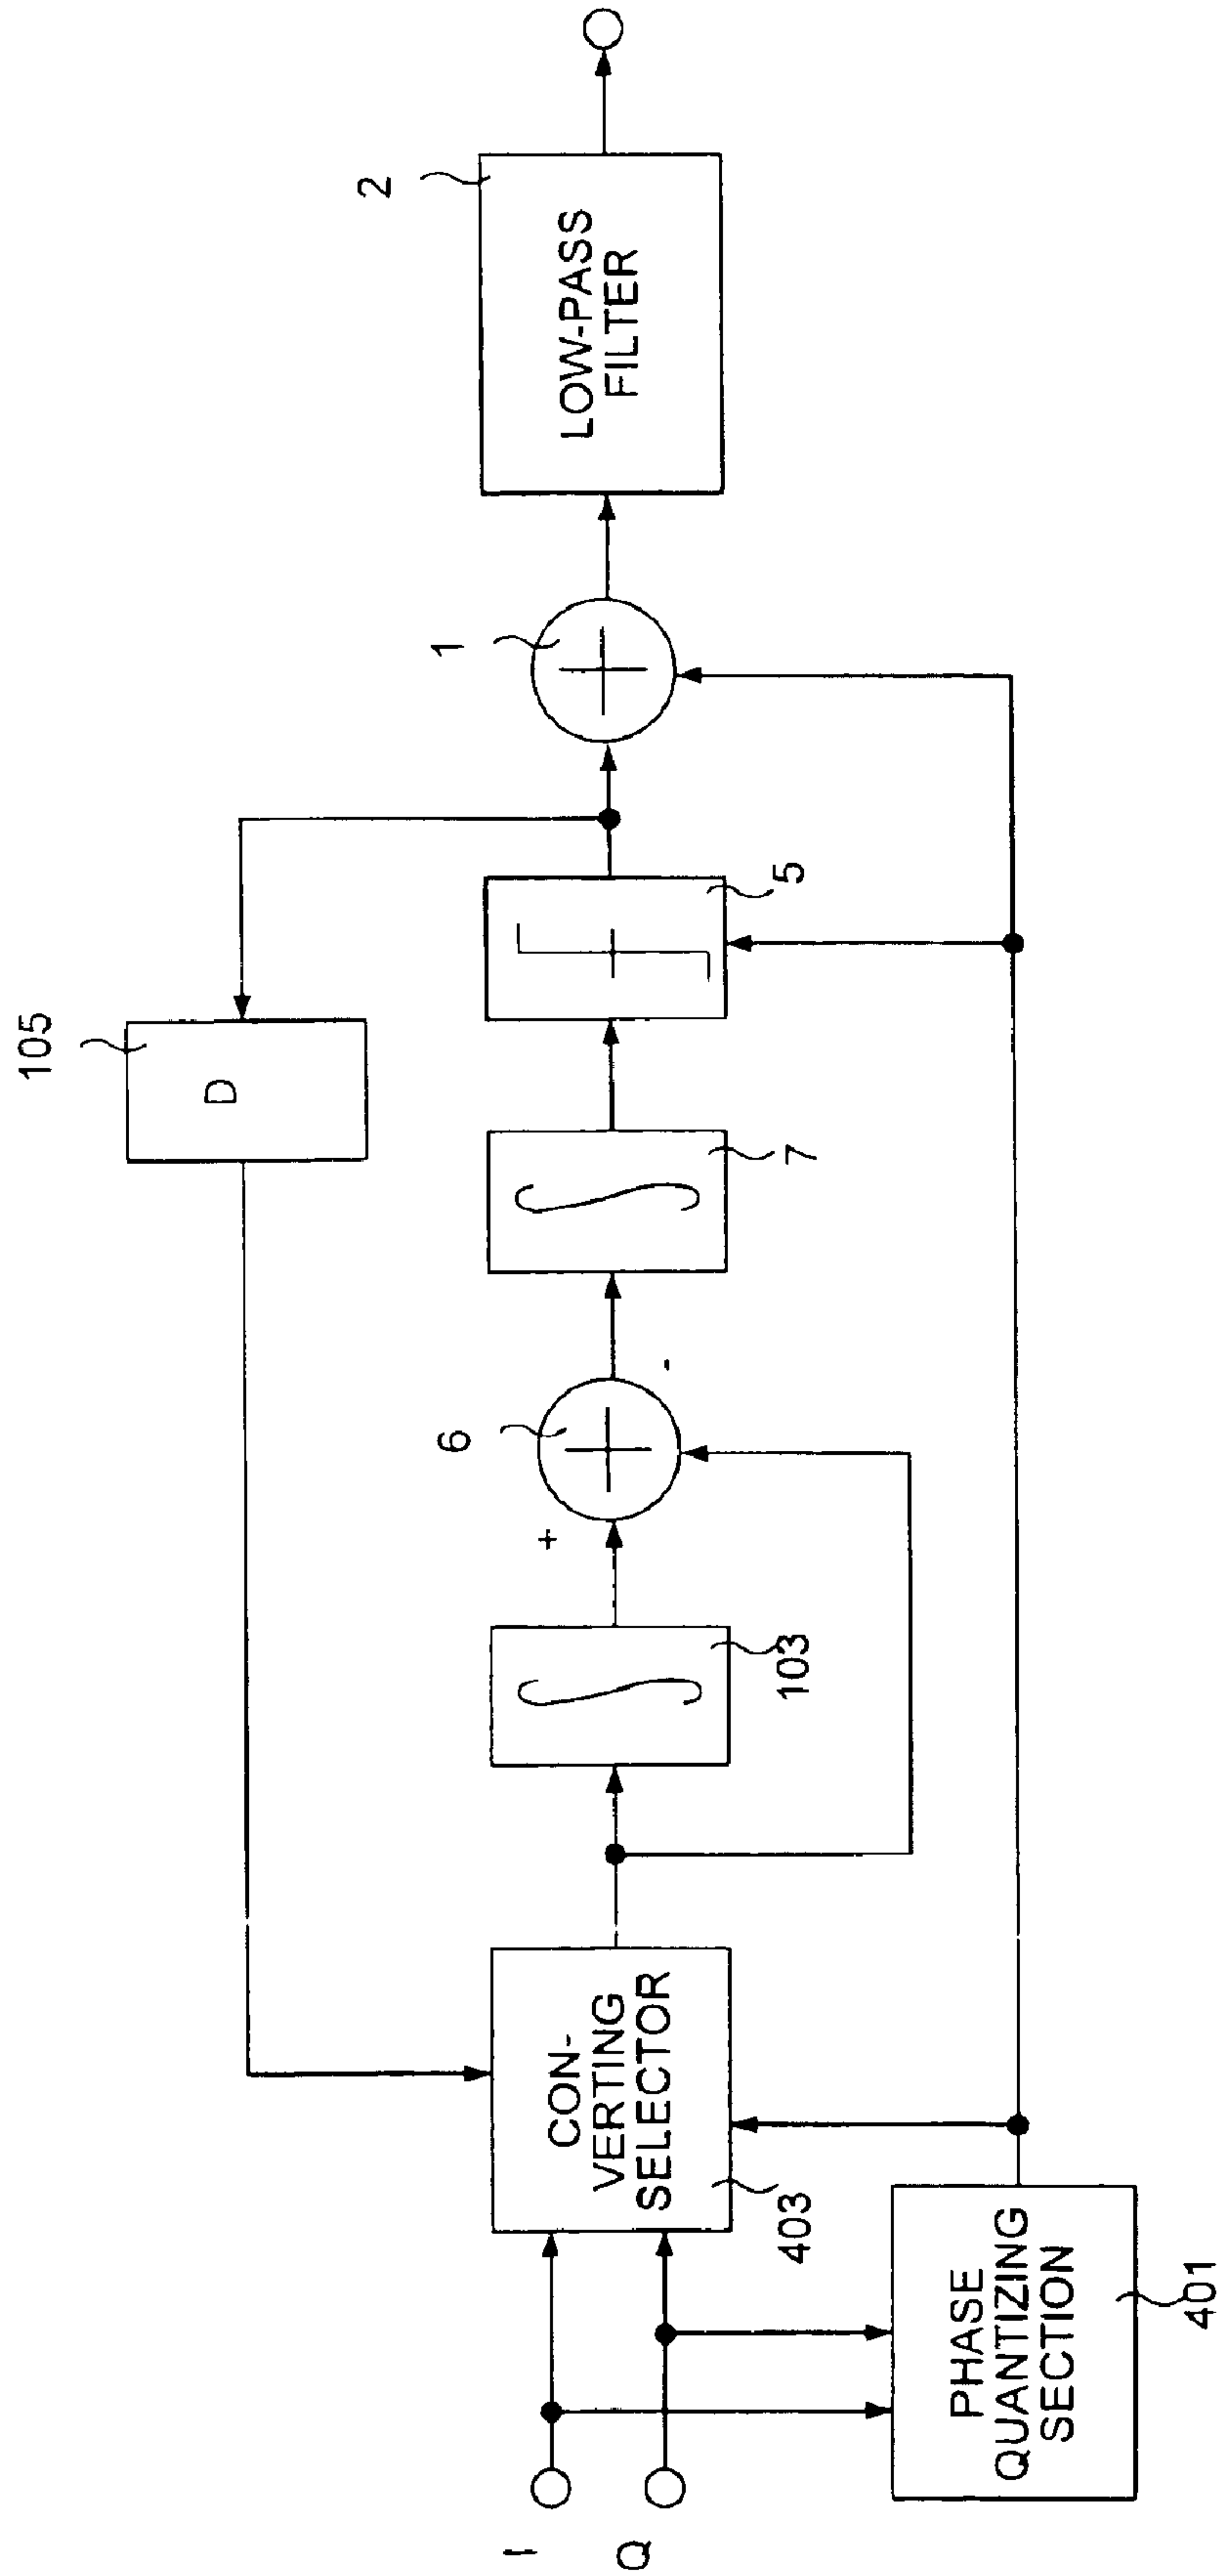 I
Q
CON-
VERTING
SELECTOR
403
PHASE
QUANTIZING
SECTION
401
103
+
-
6
7
105
D
5
1
LOW-PASS
FILTER
2